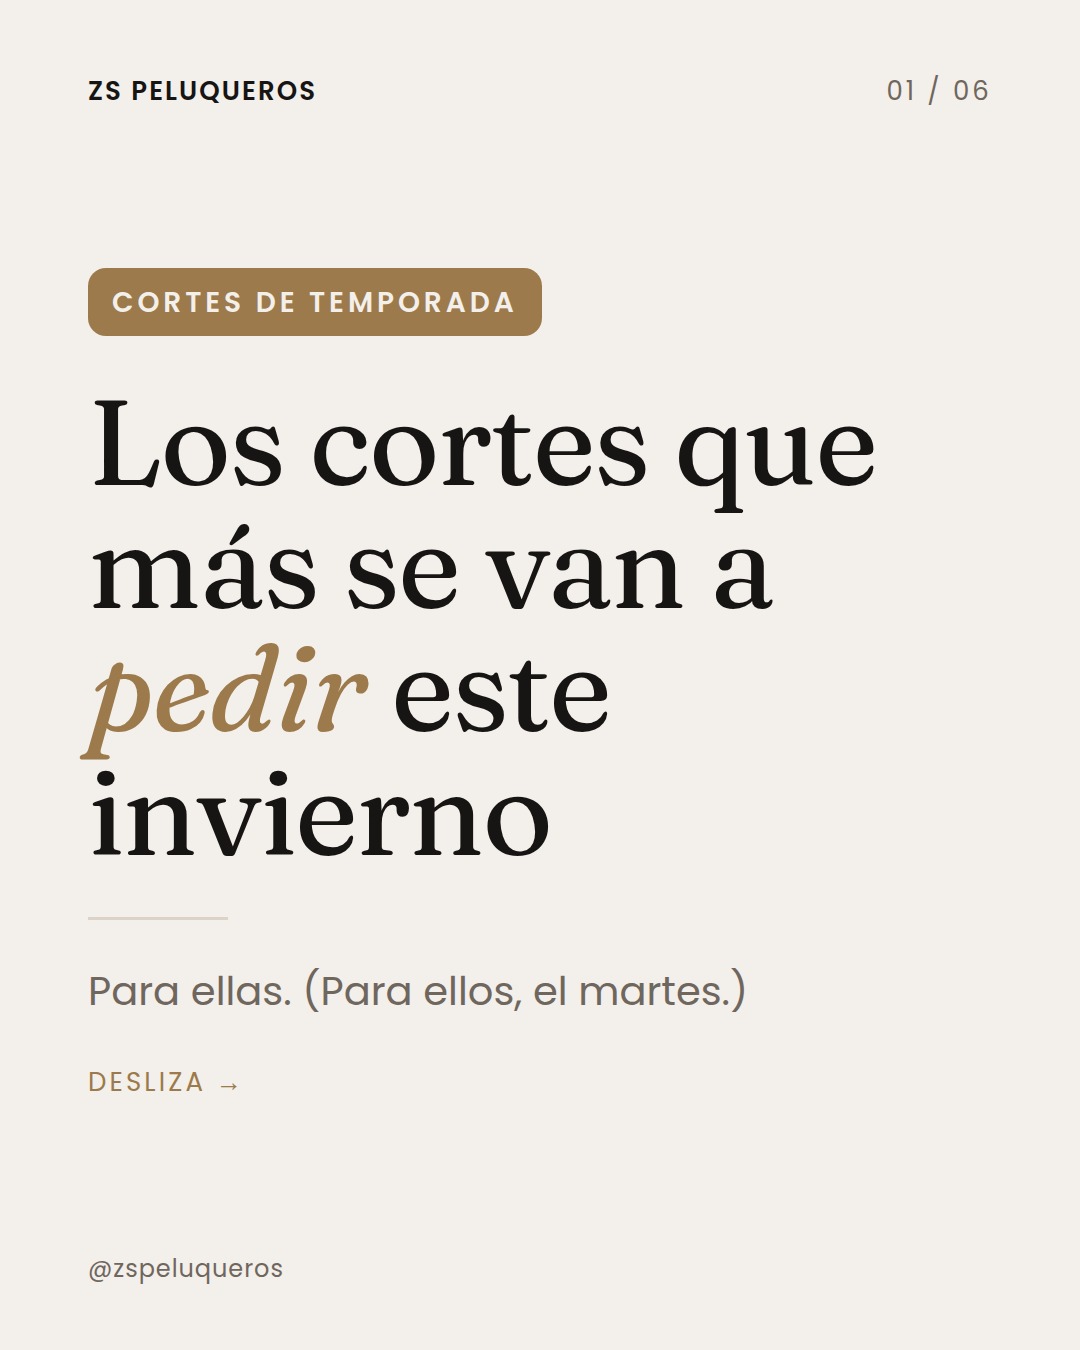 ZS PELUQUEROS
01 / 06
CORTES DE TEMPORADA
Los cortes que
más se van a
pedir este
invierno
Para ellas. (Para ellos, el martes.)
DESLIZA →
@zspeluqueros